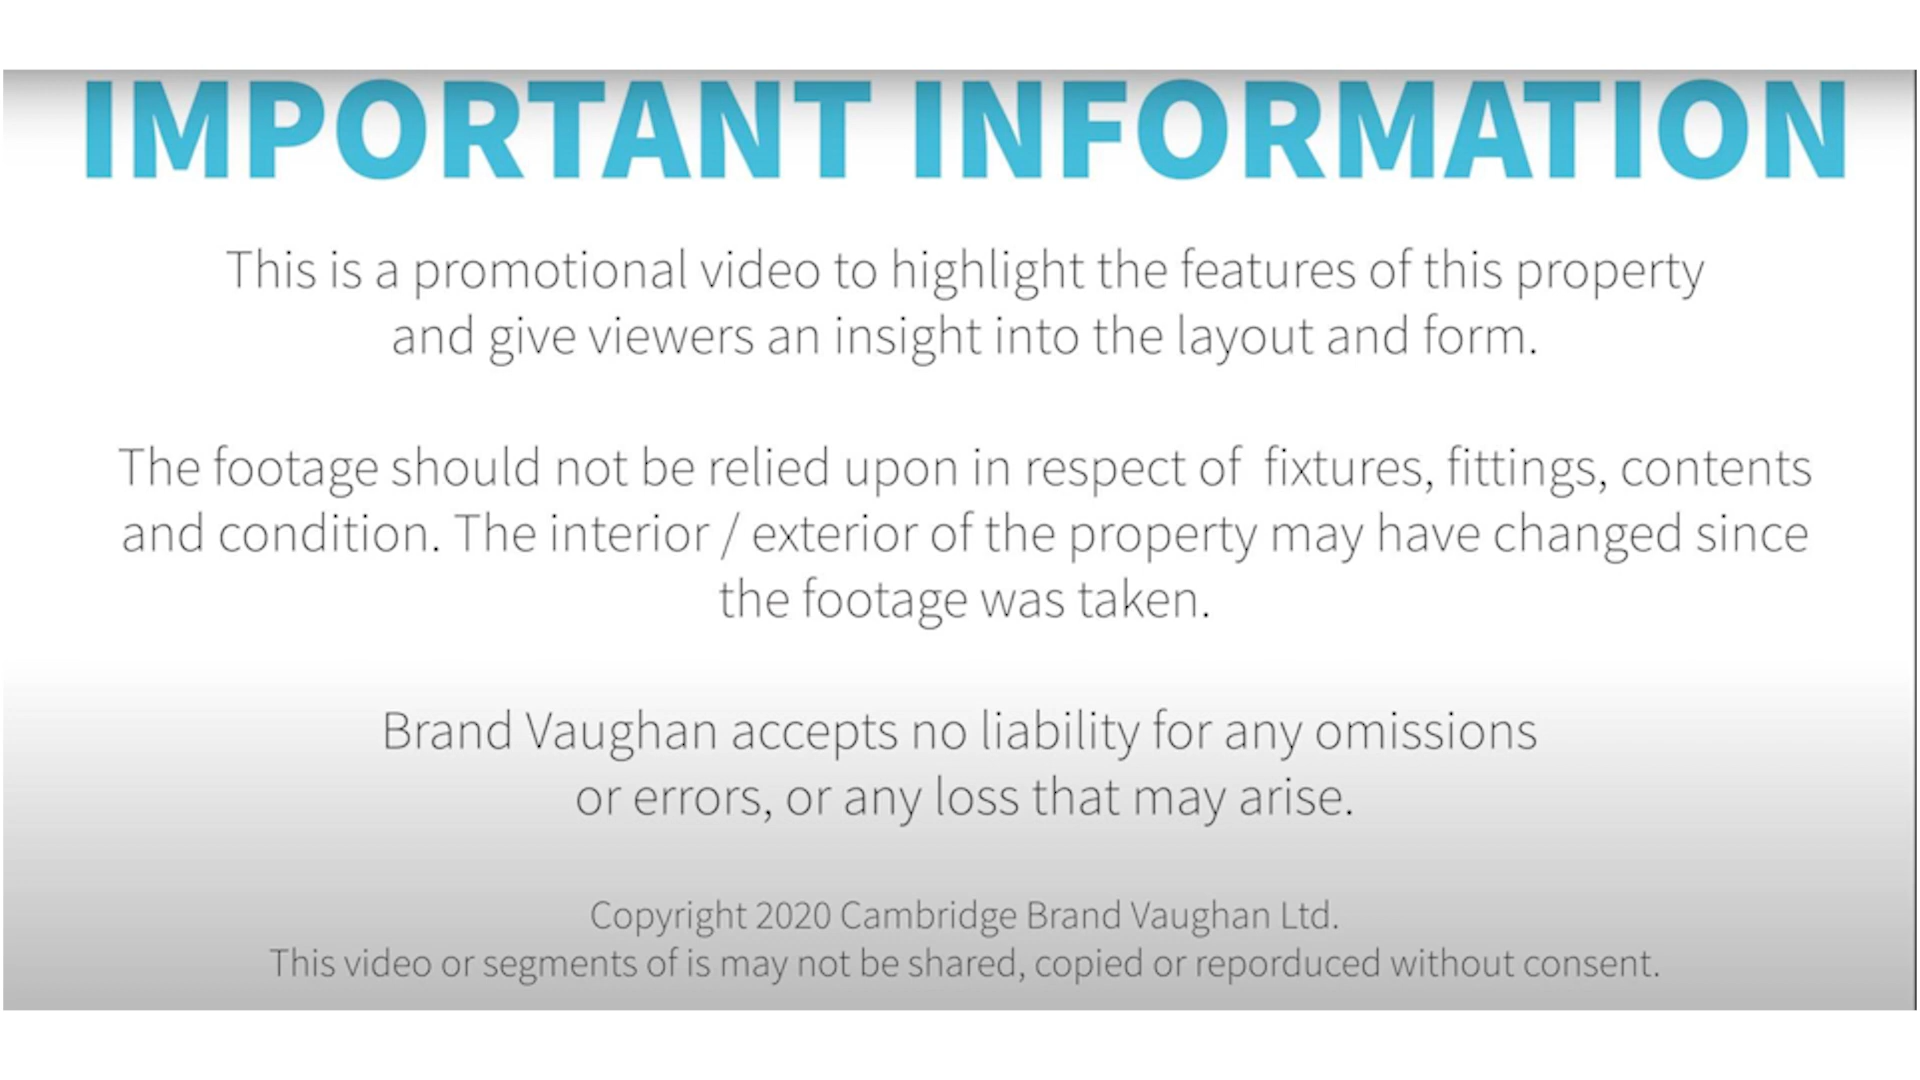 IMPORTANT INFORMATION
This is a promotional video to highlight the features of this property
and give viewers an insight into the layout and form.
The footage should not be relied upon in respect of fixtures, fittings, contents
and condition. The interior / exterior of the property may have changed since
the footage was taken.
Brand Vaughan accepts no liability for any omissions
or errors, or any loss that may arise.
Copyright 2020 Cambridge Brand Vaughan Ltd.
This video or segments of is may not be shared, copied or reporduced without consent.